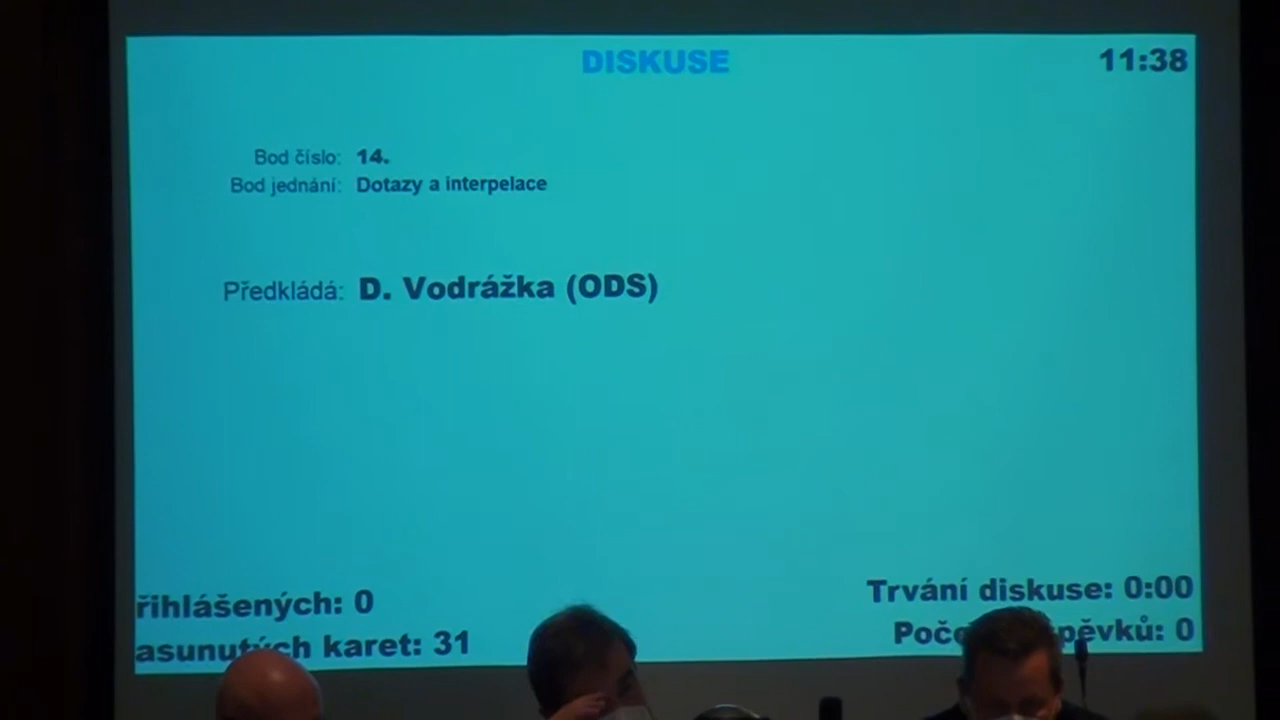 DISKUSE 11:38
Bod číslo: 14.
Bod jednání: Dotazy a interpelace
Předkládá: D. Vodrážka (ODS)
řihlášených: 0 Trvání diskuse: 0:00
asunutých karet: 31 : 0